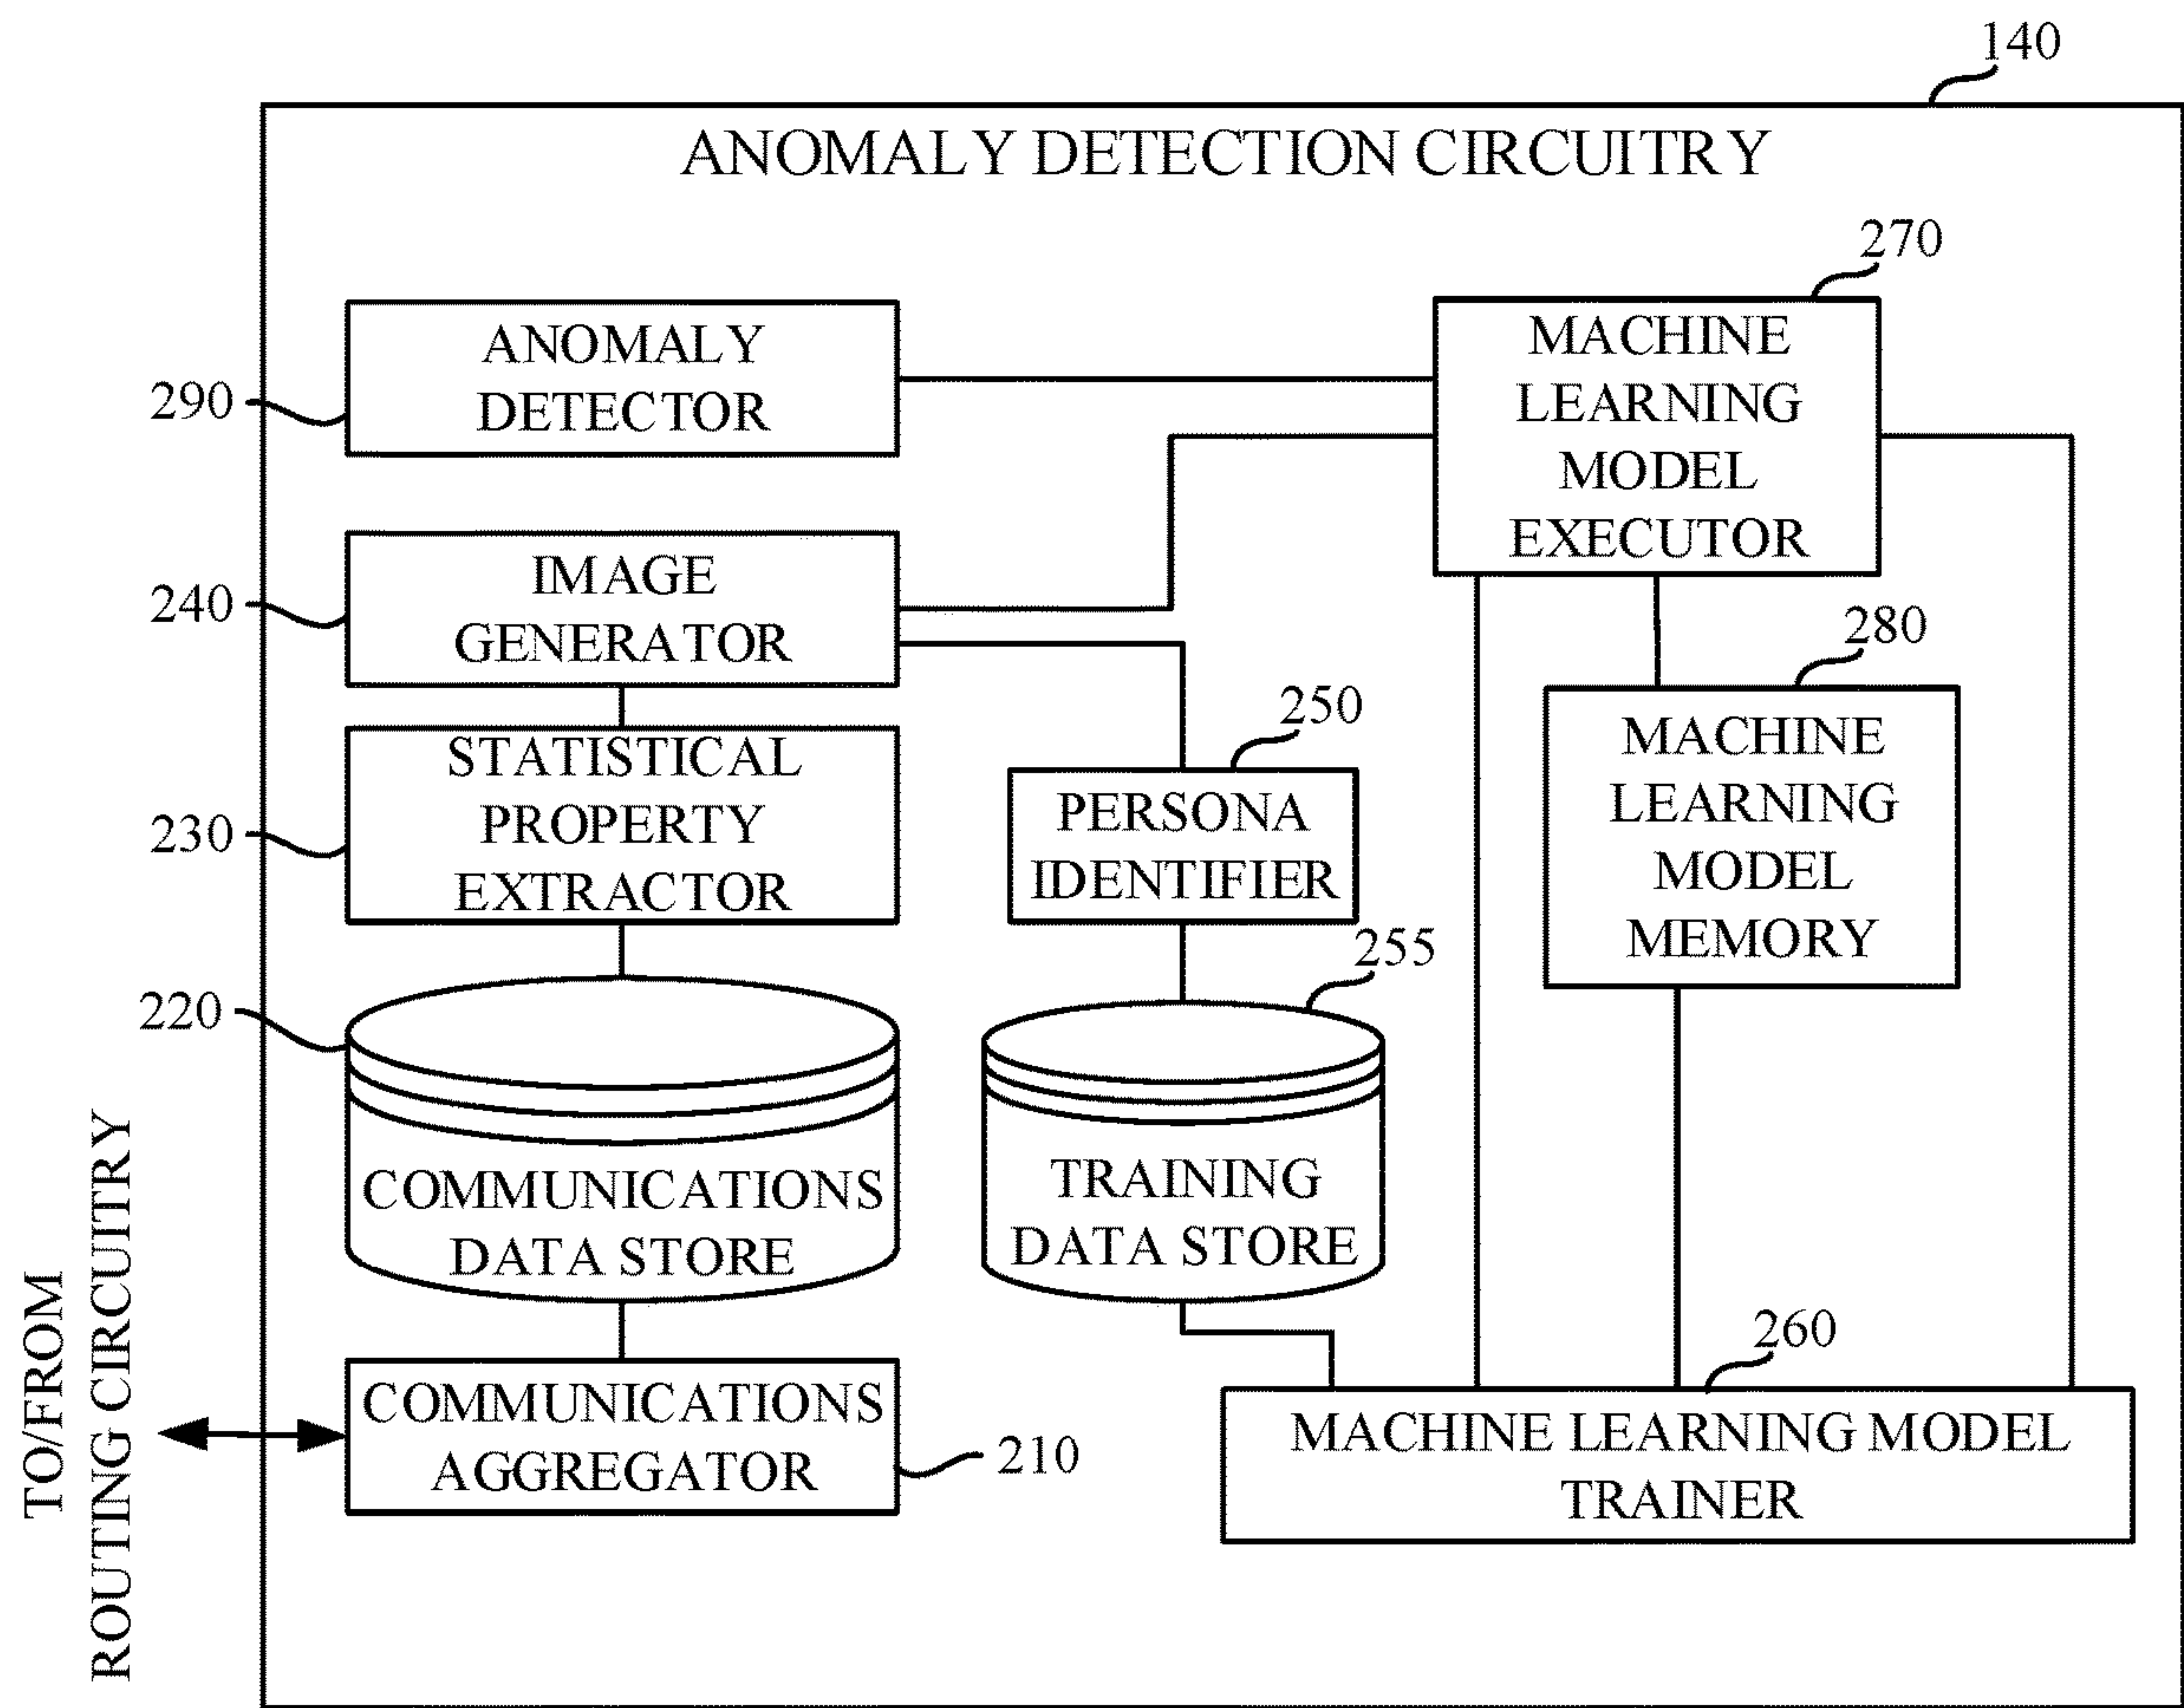 140
ANOMALY DETECTION CIRCUITRY
270
ANOMALY
DETECTOR
290
MACHINE
LEARNING
MODEL
EXECUTOR
IMAGE
GENERATOR
240
280
MACHINE
LEARNING
MODEL
MEMORY
STATISTICAL
PROPERTY
EXTRACTOR
230
250
PERSONA
IDENTIFIER
255
220
COMMUNICATIONS
DATA STORE
TRAINING
DATA STORE
TO/FROM
ROUTING CIRCUITRY
COMMUNICATIONS
AGGREGATOR
210
260
MACHINE LEARNING MODEL
TRAINER